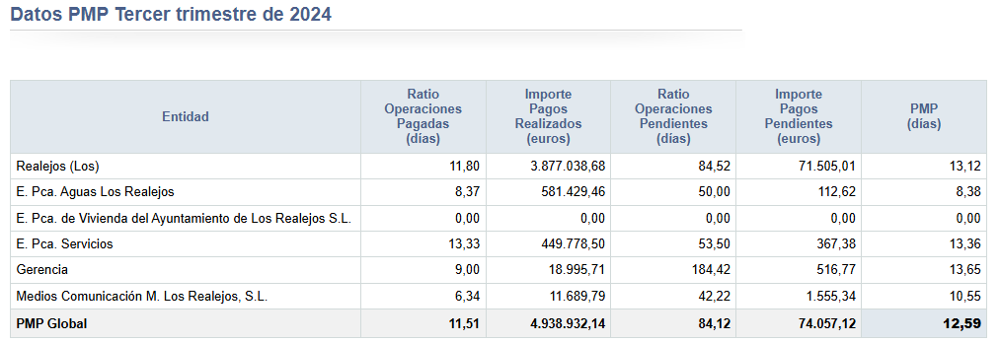 Datos PMP Tercer trimestre de 2024
Entidad Ratio Operaciones Pagadas (días) Importe Pagos Realizados (euros) Ratio Operaciones Pendientes (días) Importe Pagos Pendientes (euros) PMP (días)
Realejos (Los) 11,80 3.877.038,68 84,52 71.505,01 13,12
E. Pca. Aguas Los Realejos 8,37 581.429,46 50,00 112,62 8,38
E. Pca. de Vivienda del Ayuntamiento de Los Realejos S.L. 0,00 0,00 0,00 0,00 0,00
E. Pca. Servicios 13,33 449.778,50 53,50 367,38 13,36
Gerencia 9,00 18.995,71 184,42 516,77 13,65
Medios Comunicación M. Los Realejos, S.L. 6,34 11.689,79 42,22 1.555,34 10,55
PMP Global 11,51 4.938.932,14 84,12 74.057,12 12,59